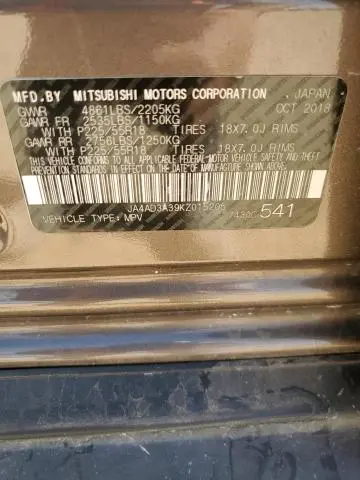 MFD.BY MITSUBISHI MOTORS CORPORATION , JAPAN
GVWR 4861LBS/2205KG OCT 2018
GAWR FR 2535LBS/1150KG
WITH P225/55R18 TIRES 18X7.0J RIMS
GAWR RR 2756LBS/1250KG
WITH P225/55R18 TIRES 18X7.0J RIMS
THIS VEHICLE CONFORMS TO ALL APPLICABLE FEDERAL MOTOR VEHICLE SAFETY AND THEFT
PREVENTION STANDARDS IN EFFECT ON THE DATE OF MANUFACTURE SHOWN ABOVE.
JA4AD3A39KZ015205
VEHICLE TYPE: MPV 541